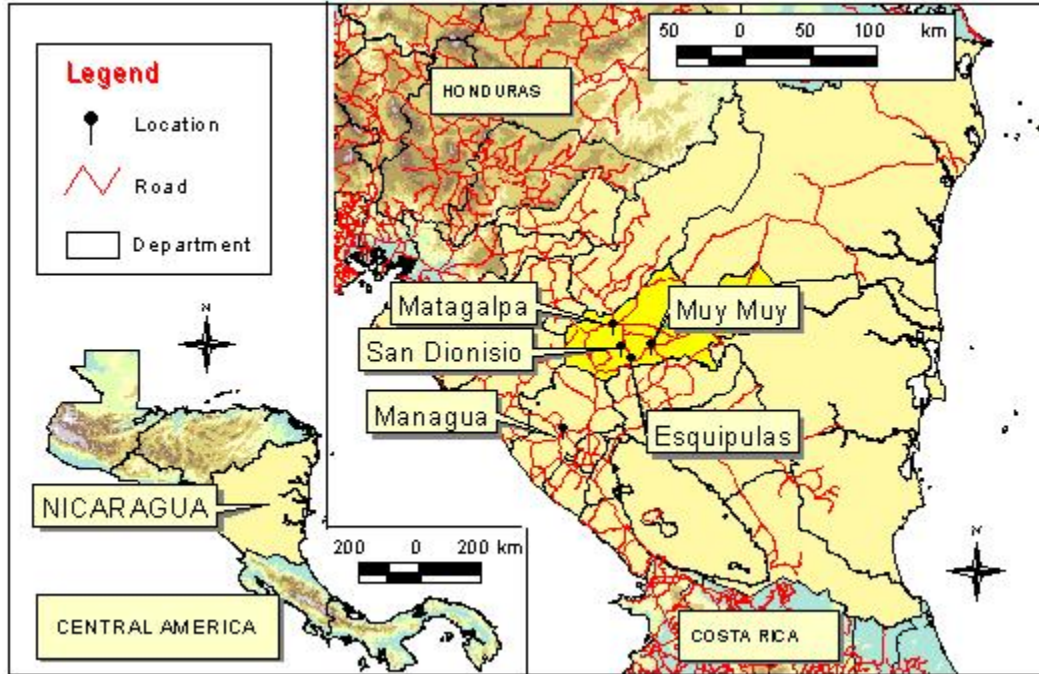 Legend
Location
Road
Department
N
NICARAGUA
200 0 200 km
CENTRAL AMERICA
50 0 50 100 km
HONDURAS
Matagalpa
Muy Muy
San Dionisio
Managua
Esquipulas
N
COSTA RICA